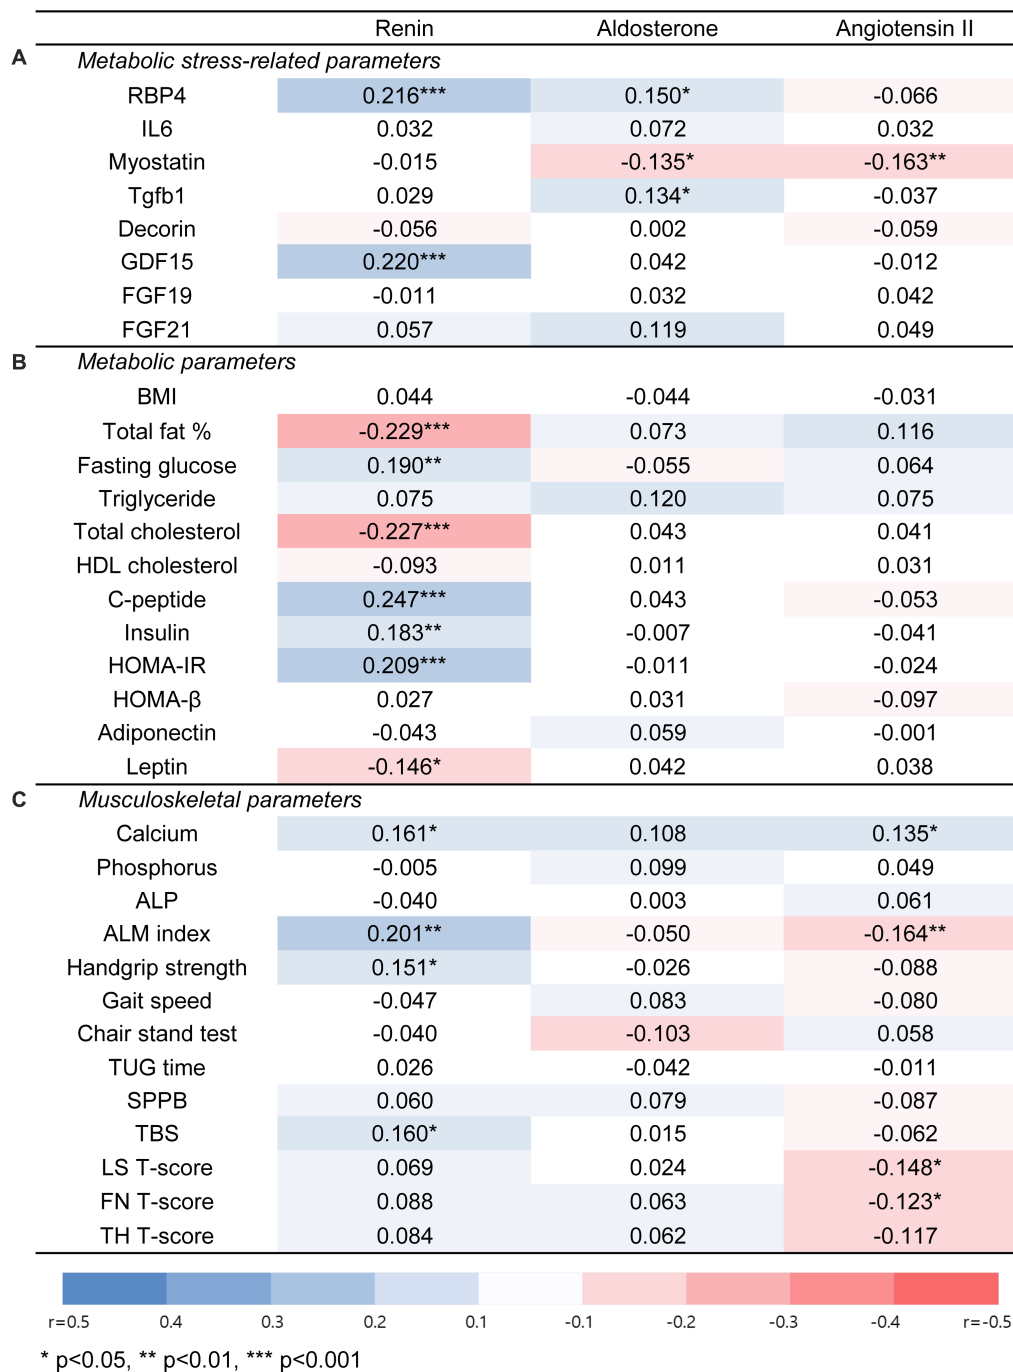 Renin Aldosterone Angiotensin II
A Metabolic stress-related parameters
RBP4 0.216*** 0.150* -0.066
IL6 0.032 0.072 0.032
Myostatin -0.015 -0.135* -0.163**
Tgfb1 0.029 0.134* -0.037
Decorin -0.056 0.002 -0.059
GDF15 0.220*** 0.042 -0.012
FGF19 -0.011 0.032 0.042
FGF21 0.057 0.119 0.049
B Metabolic parameters
BMI 0.044 -0.044 -0.031
Total fat % -0.229*** 0.073 0.116
Fasting glucose 0.190** -0.055 0.064
Triglyceride 0.075 0.120 0.075
Total cholesterol -0.227*** 0.043 0.041
HDL cholesterol -0.093 0.011 0.031
C-peptide 0.247*** 0.043 -0.053
Insulin 0.183** -0.007 -0.041
HOMA-IR 0.209*** -0.011 -0.024
HOMA-β 0.027 0.031 -0.097
Adiponectin -0.043 0.059 -0.001
Leptin -0.146* 0.042 0.038
C Musculoskeletal parameters
Calcium 0.161* 0.108 0.135*
Phosphorus -0.005 0.099 0.049
ALP -0.040 0.003 0.061
ALM index 0.201** -0.050 -0.164**
Handgrip strength 0.151* -0.026 -0.088
Gait speed -0.047 0.083 -0.080
Chair stand test -0.040 -0.103 0.058
TUG time 0.026 -0.042 -0.011
SPPB 0.060 0.079 -0.087
TBS 0.160* 0.015 -0.062
LS T-score 0.069 0.024 -0.148*
FN T-score 0.088 0.063 -0.123*
TH T-score 0.084 0.062 -0.117
r=0.5 0.4 0.3 0.2 0.1 -0.1 -0.2 -0.3 -0.4 r=-0.5
* p<0.05, ** p<0.01, *** p<0.001